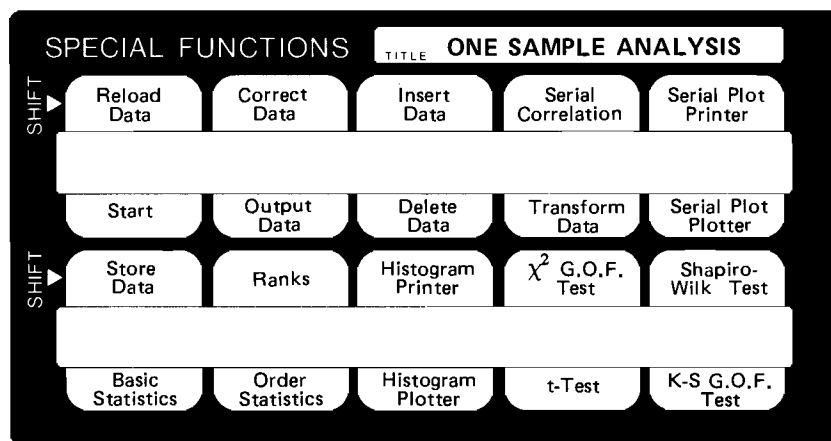 SPECIAL FUNCTIONS TITLE ONE SAMPLE ANALYSIS
SHIFT
Reload Data
Correct Data
Insert Data
Serial Correlation
Serial Plot Printer
Start
Output Data
Delete Data
Transform Data
Serial Plot Plotter
SHIFT
Store Data
Ranks
Histogram Printer
χ² G.O.F. Test
Shapiro-Wilk Test
Basic Statistics
Order Statistics
Histogram Plotter
t-Test
K-S G.O.F. Test